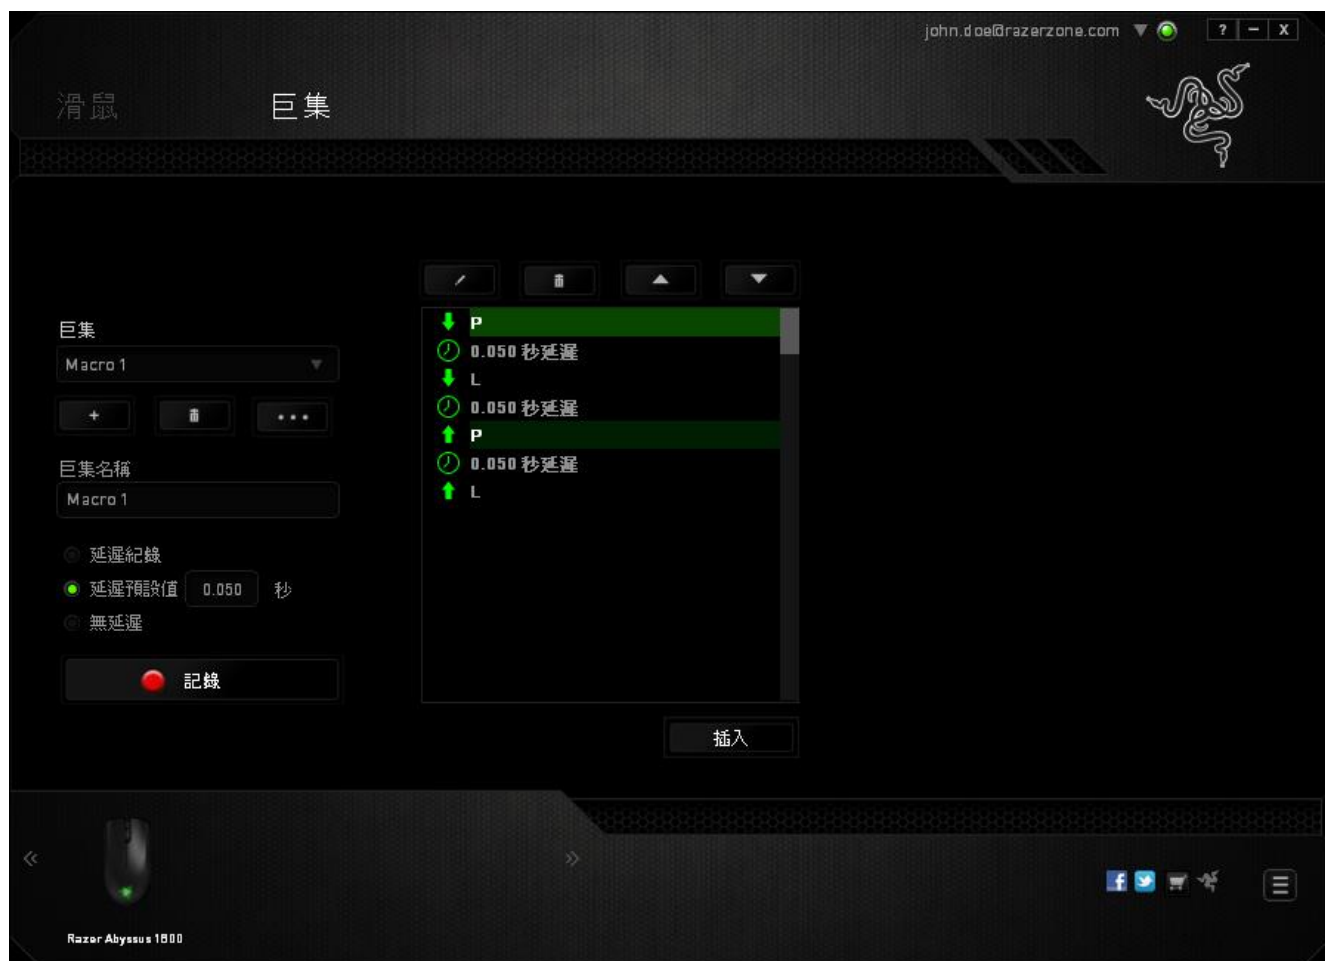 john.doe@razerzone.com
? – X
滑鼠
巨集
巨集
Macro 1
巨集名稱
Macro 1
延遲紀錄
延遲預設值 0.050 秒
無延遲
記錄
P
0.050 秒延遲
L
0.050 秒延遲
P
0.050 秒延遲
L
插入
Razer Abyssus 1800